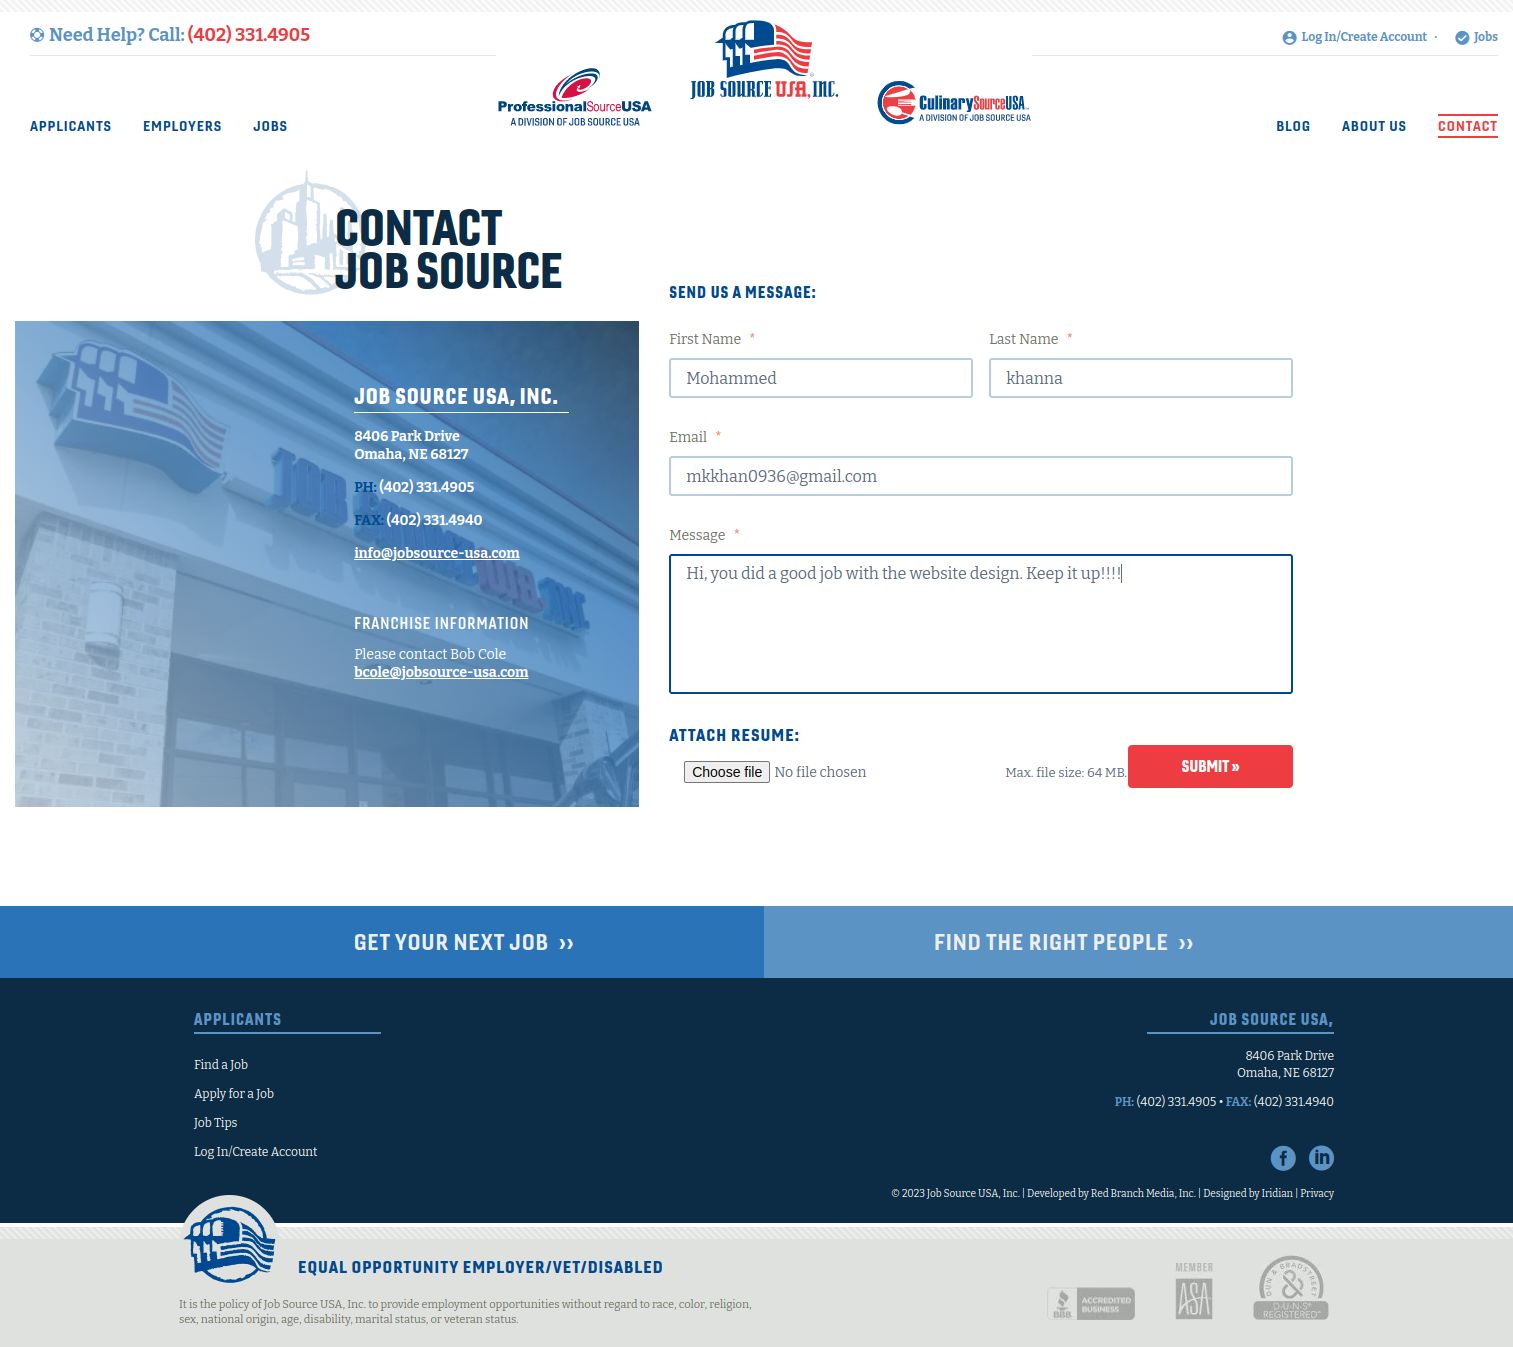 Need Help? Call: (402) 331.4905
Log In/Create Account · Jobs
JOB SOURCE USA, INC.
ProfessionalSourceUSA
A DIVISION OF JOB SOURCE USA
CulinarySourceUSA
A DIVISION OF JOB SOURCE USA
APPLICANTS EMPLOYERS JOBS
BLOG ABOUT US CONTACT
CONTACT
JOB SOURCE
JOB SOURCE USA, INC.
8406 Park Drive
Omaha, NE 68127
PH: (402) 331.4905
FAX: (402) 331.4940
info@jobsource-usa.com
FRANCHISE INFORMATION
Please contact Bob Cole
bcole@jobsource-usa.com
JOB SOURCE USA, INC.
SEND US A MESSAGE:
First Name * Last Name *
Mohammed khanna
Email *
mkkhan0936@gmail.com
Message *
Hi, you did a good job with the website design. Keep it up!!!!
ATTACH RESUME:
Choose file No file chosen Max. file size: 64 MB.
SUBMIT »
GET YOUR NEXT JOB ››
FIND THE RIGHT PEOPLE ››
APPLICANTS
Find a Job
Apply for a Job
Job Tips
Log In/Create Account
JOB SOURCE USA,
8406 Park Drive
Omaha, NE 68127
PH: (402) 331.4905 • FAX: (402) 331.4940
f in
© 2023 Job Source USA, Inc. | Developed by Red Branch Media, Inc. | Designed by Iridian | Privacy
EQUAL OPPORTUNITY EMPLOYER/VET/DISABLED
It is the policy of Job Source USA, Inc. to provide employment opportunities without regard to race, color, religion,
sex, national origin, age, disability, marital status, or veteran status.
BBB
ACCREDITED
BUSINESS
MEMBER
ASA
DUN & BRADSTREET
&
D-U-N-S®
REGISTERED™